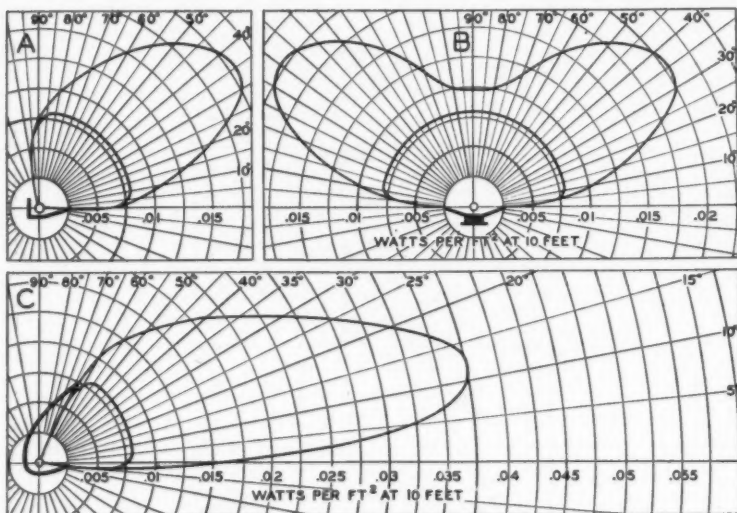 A
90° 80° 70° 60° 50°
40°
20°
10°
.005 .01 .015
B
90° 80° 70° 60° 50° 40°
30°
20°
10°
.015 .01 .005 .005 .01 .015 .02
WATTS PER FT² AT 10 FEET
C
90° 80° 70° 60° 50° 40° 35° 30° 25° 20° 15°
10°
5°
.005 .01 .015 .02 .025 .03 .035 .04 .045 .05 .055
WATTS PER FT² AT 10 FEET